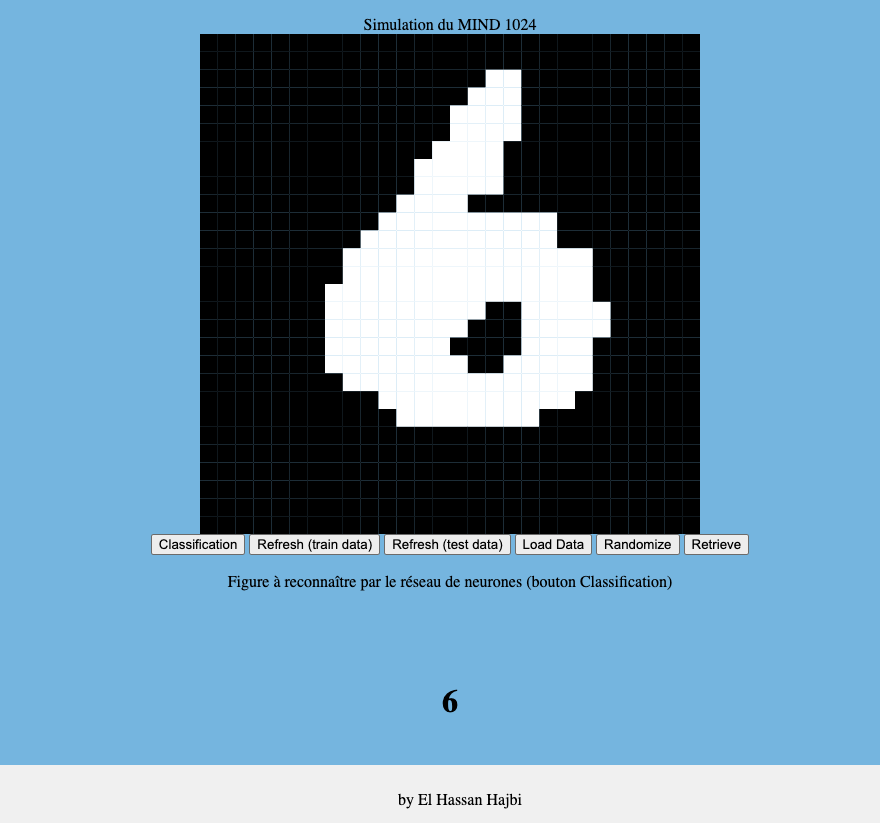 Simulation du MIND 1024
Classification Refresh (train data) Refresh (test data) Load Data Randomize Retrieve
Figure à reconnaître par le réseau de neurones (bouton Classification)
6
by El Hassan Hajbi